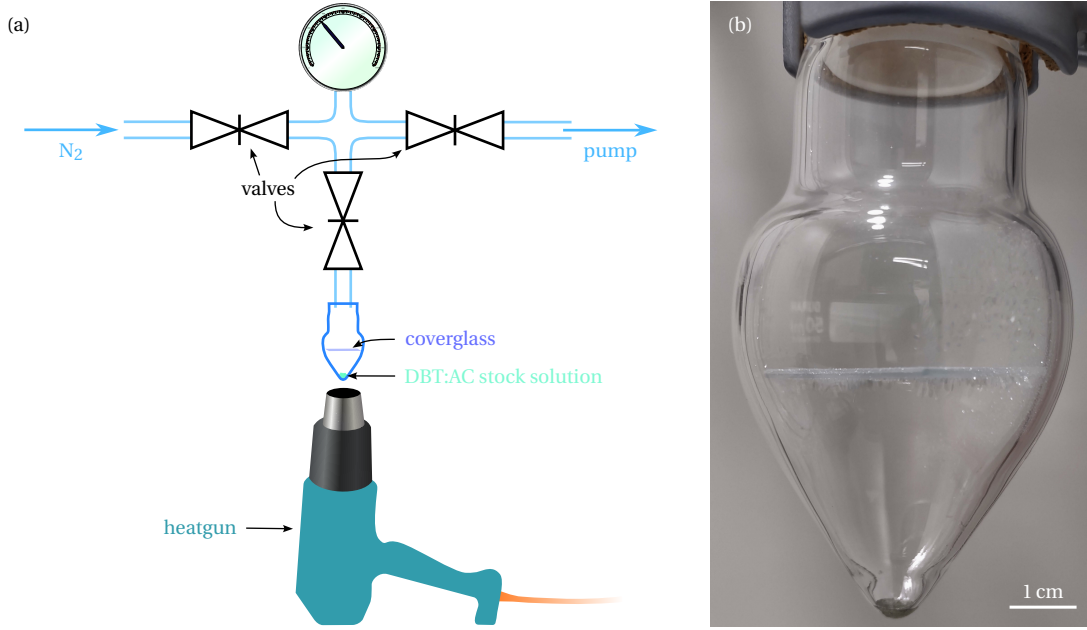 (a)
N2
pump
valves
coverglass
DBT:AC stock solution
heatgun
(b)
1 cm